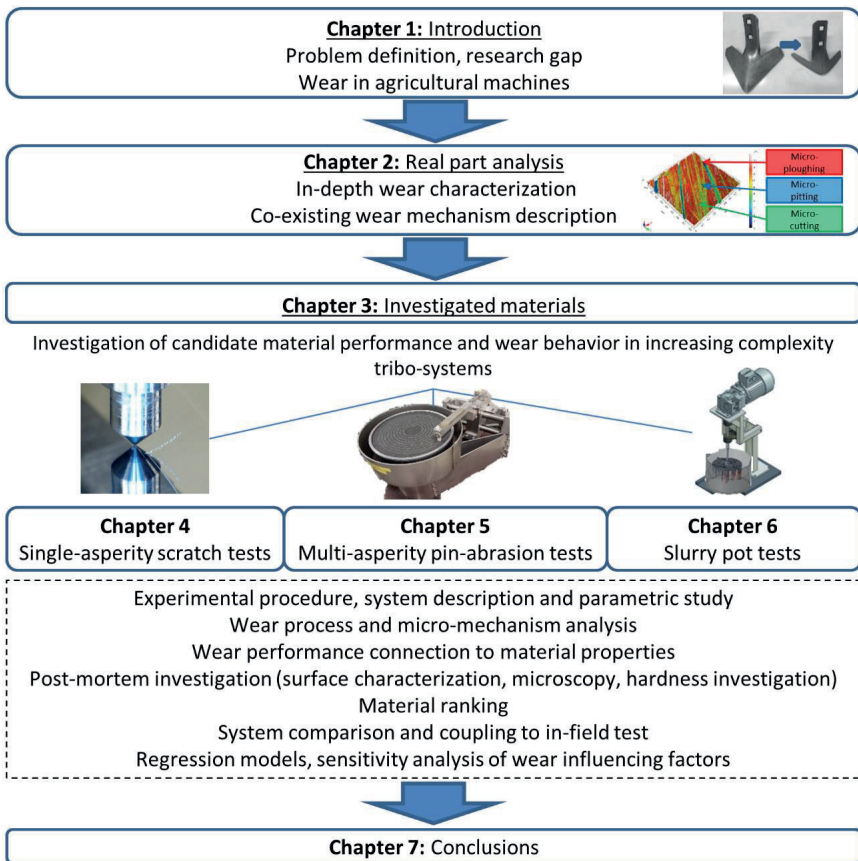 Chapter 1: Introduction
Problem definition, research gap
Wear in agricultural machines
Chapter 2: Real part analysis
In-depth wear characterization
Co-existing wear mechanism description
Micro-
ploughing
Micro-
pitting
Micro-
cutting
Chapter 3: Investigated materials
Investigation of candidate material performance and wear behavior in increasing complexity
tribo-systems
Chapter 4
Single-asperity scratch tests
Chapter 5
Multi-asperity pin-abrasion tests
Chapter 6
Slurry pot tests
Experimental procedure, system description and parametric study
Wear process and micro-mechanism analysis
Wear performance connection to material properties
Post-mortem investigation (surface characterization, microscopy, hardness investigation)
Material ranking
System comparison and coupling to in-field test
Regression models, sensitivity analysis of wear influencing factors
Chapter 7: Conclusions